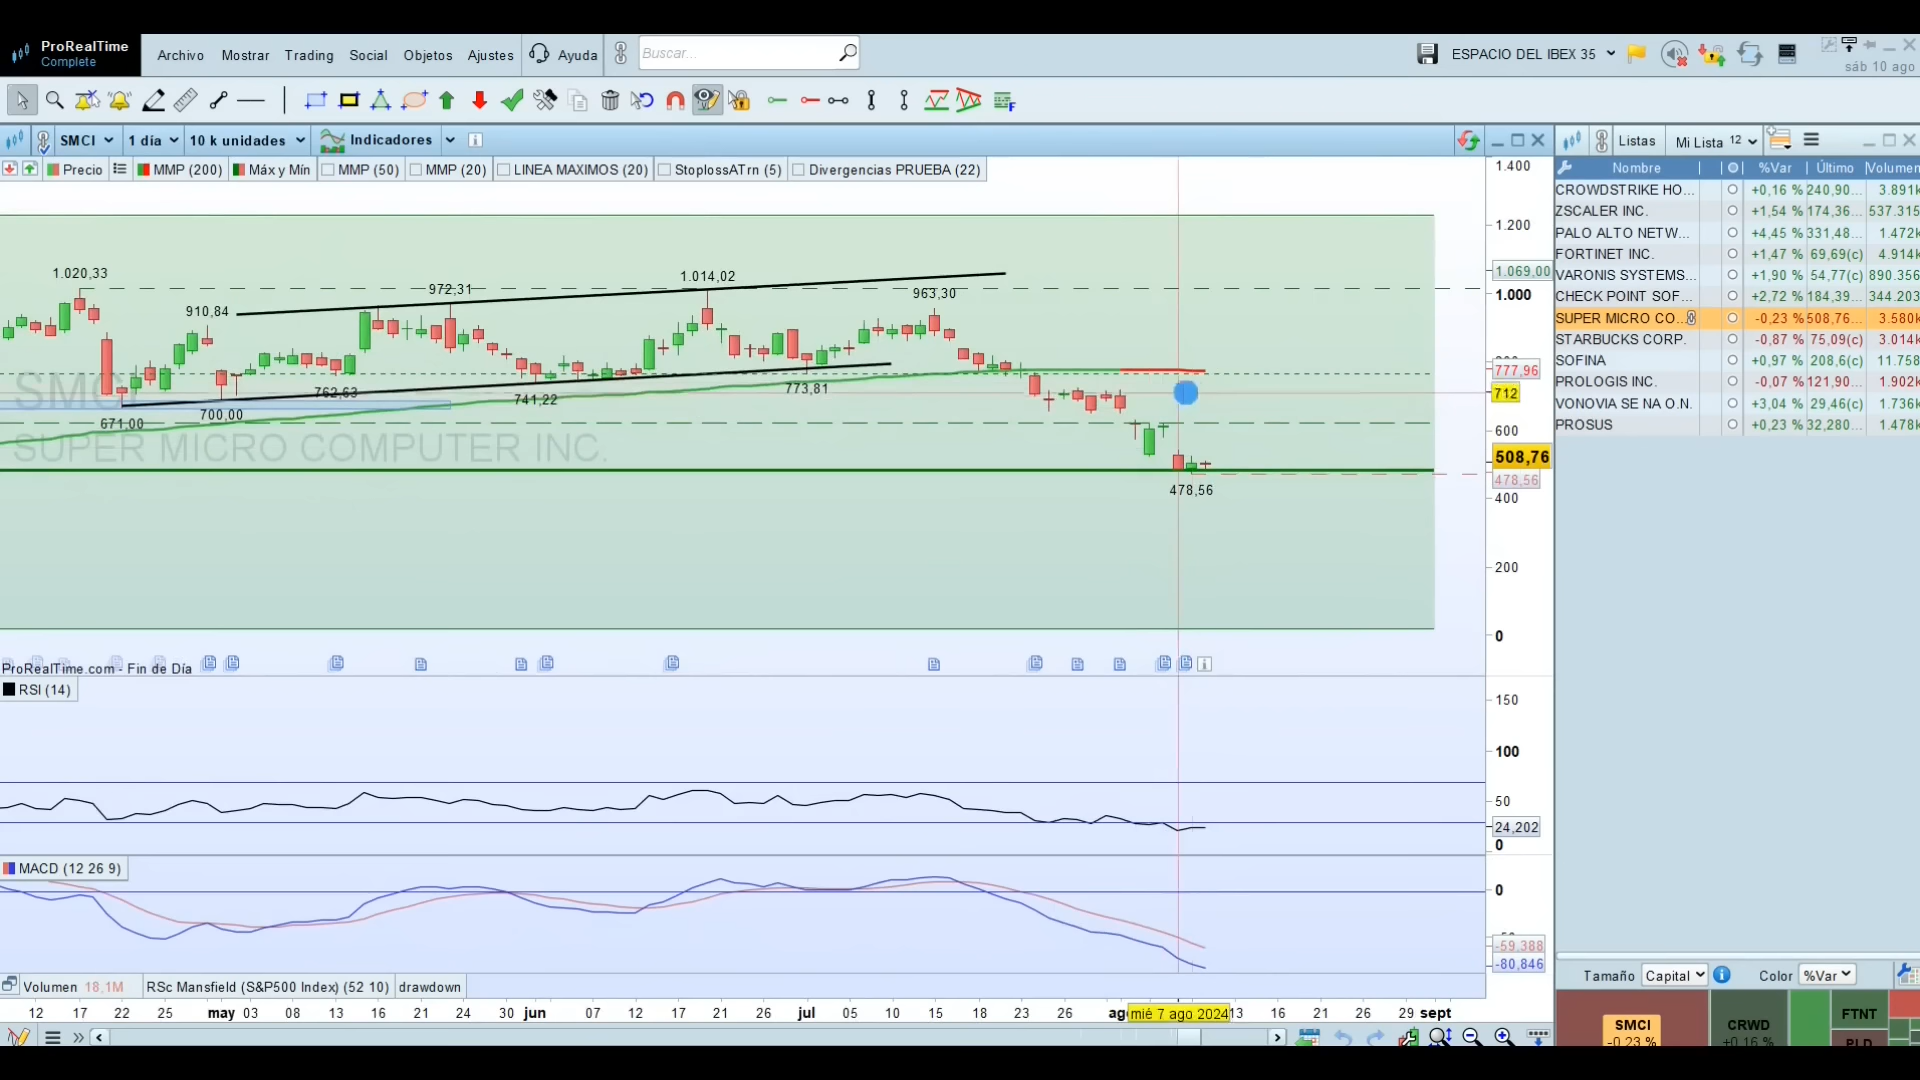 ProRealTime
Complete
Archivo Mostrar Trading Social Objetos Ajustes Ayuda Buscar... ESPACIO DEL IBEX 35
sáb 10 ago
SMCI 1 día 10 k unidades Indicadores
Precio MMP (200) Máx y Mín MMP (50) MMP (20) LINEA MAXIMOS (20) StoplossATrn (5) Divergencias PRUEBA (22)
1.400
1.200
1.069,00
1.000
777,96
712
600
508,76
478,56
400
200
0
1.020,33
910,84
972,31
1.014,02
963,30
671,00
700,00
762,63
741,22
773,81
478,56
SMC
SUPER MICRO COMPUTER INC.
ProRealTime.com - Fin de Día
RSI (14)
150
100
50
24,202
0
MACD (12 26 9)
0
-59,388
-80,846
Volumen 18,1M RSc Mansfield (S&P500 Index) (52 10) drawdown
12 17 22 may 03 08 13 16 21 24 30 jun 07 12 17 21 26 jul 05 10 15 18 23 26 ag mié 7 ago 2024 13 16 21 26 29 sept
Listas Mi Lista 12
Nombre %Var Último Volumen
CROWDSTRIKE HO... +0,16 % 240,90... 3.891k
ZSCALER INC. +1,54 % 174,36... 537.315
PALO ALTO NETW... +4,45 % 331,48... 1.472k
FORTINET INC. +1,47 % 69,69(c) 4.914k
VARONIS SYSTEMS... +1,90 % 54,77(c) 890.356
CHECK POINT SOF... +2,72 % 184,39... 344.203
SUPER MICRO CO... -0,23 % 508,76... 3.580k
STARBUCKS CORP. -0,87 % 75,09(c) 3.014k
SOFINA +0,97 % 208,6(c) 11.758
PROLOGIS INC. -0,07 % 121,90... 1.902k
VONOVIA SE NA O.N. +3,04 % 29,46(c) 1.736k
PROSUS +0,23 % 32,280... 1.478k
Tamaño Capital Color %Var
SMCI
-0,23 %
CRWD
+0,16 %
FTNT
PLD